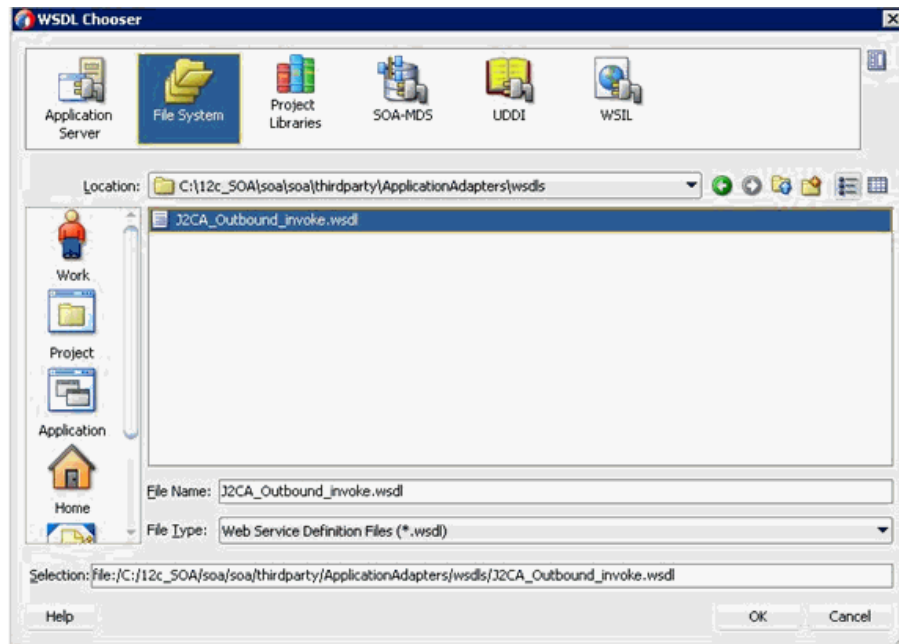 WSDL Chooser
Application Server
File System
Project Libraries
SOA-MDS
UDDI
WSIL
Location: C:\12c_SOA\soa\soa\thirdparty\ApplicationAdapters\wsdls
J2CA_Outbound_invoke.wsdl
Work
Project
Application
Home
File Name: J2CA_Outbound_invoke.wsdl
File Type: Web Service Definition Files (*.wsdl)
Selection: file:/C:/12c_SOA/soa/soa/thirdparty/ApplicationAdapters/wsdls/J2CA_Outbound_invoke.wsdl
Help
OK
Cancel